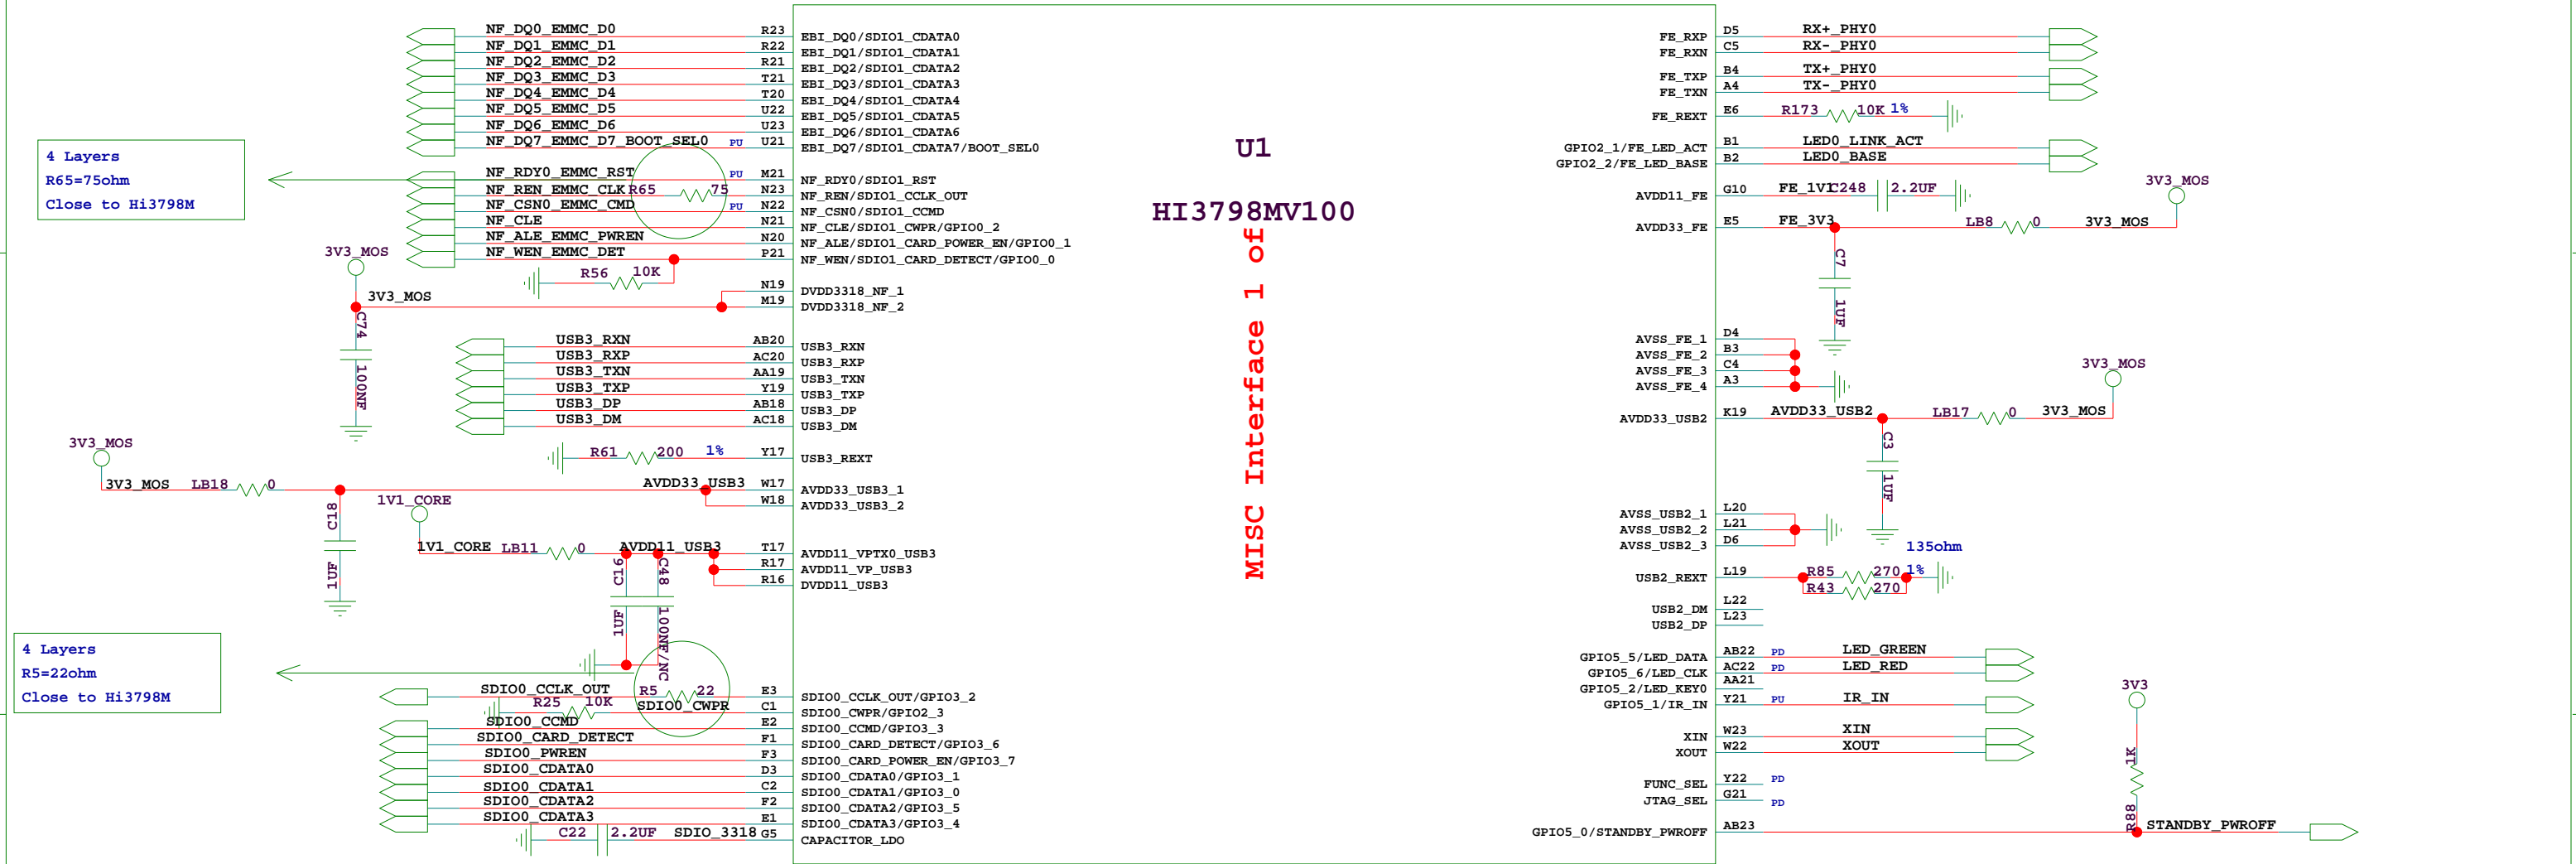 NF_DQ0_EMMC_D0 R23 EBI_DQ0/SDIO1_CDATA0
NF_DQ1_EMMC_D1 R22 EBI_DQ1/SDIO1_CDATA1
NF_DQ2_EMMC_D2 R21 EBI_DQ2/SDIO1_CDATA2
NF_DQ3_EMMC_D3 T21 EBI_DQ3/SDIO1_CDATA3
NF_DQ4_EMMC_D4 T20 EBI_DQ4/SDIO1_CDATA4
NF_DQ5_EMMC_D5 U22 EBI_DQ5/SDIO1_CDATA5
NF_DQ6_EMMC_D6 U23 EBI_DQ6/SDIO1_CDATA6
NF_DQ7_EMMC_D7_BOOT_SEL0 PU U21 EBI_DQ7/SDIO1_CDATA7/BOOT_SEL0
4 Layers
R65=75ohm
Close to Hi3798M
NF_RDY0_EMMC_RST PU M21 NF_RDY0/SDIO1_RST
NF_REN_EMMC_CLK R65 75 N23 NF_REN/SDIO1_CCLK_OUT
NF_CSN0_EMMC_CMD PU N22 NF_CSN0/SDIO1_CCMD
NF_CLE N21 NF_CLE/SDIO1_CWPR/GPIO0_2
NF_ALE_EMMC_PWREN N20 NF_ALE/SDIO1_CARD_POWER_EN/GPIO0_1
NF_WEN_EMMC_DET P21 NF_WEN/SDIO1_CARD_DETECT/GPIO0_0
3V3_MOS
R56 10K
N19 DVDD3318_NF_1
3V3_MOS M19 DVDD3318_NF_2
C74
100NF
USB3_RXN AB20 USB3_RXN
USB3_RXP AC20 USB3_RXP
USB3_TXN AA19 USB3_TXN
USB3_TXP Y19 USB3_TXP
USB3_DP AB18 USB3_DP
USB3_DM AC18 USB3_DM
R61 200 1% Y17 USB3_REXT
3V3_MOS
3V3_MOS LB18 0 AVDD33_USB3 W17 AVDD33_USB3_1
W18 AVDD33_USB3_2
C18
1UF
1V1_CORE
1V1_CORE LB11 0 AVDD11_USB3 T17 AVDD11_VPTX0_USB3
R17 AVDD11_VP_USB3
R16 DVDD11_USB3
C16
1UF
C48
100NF/NC
4 Layers
R5=22ohm
Close to Hi3798M
SDIO0_CCLK_OUT R5 22 E3 SDIO0_CCLK_OUT/GPIO3_2
R25 10K SDIO0_CWPR C1 SDIO0_CWPR/GPIO2_3
SDIO0_CCMD E2 SDIO0_CCMD/GPIO3_3
SDIO0_CARD_DETECT F1 SDIO0_CARD_DETECT/GPIO3_6
SDIO0_PWREN F3 SDIO0_CARD_POWER_EN/GPIO3_7
SDIO0_CDATA0 D3 SDIO0_CDATA0/GPIO3_1
SDIO0_CDATA1 C2 SDIO0_CDATA1/GPIO3_0
SDIO0_CDATA2 F2 SDIO0_CDATA2/GPIO3_5
SDIO0_CDATA3 E1 SDIO0_CDATA3/GPIO3_4
C22 2.2UF SDIO_3318 G5 CAPACITOR_LDO
U1
HI3798MV100
MISC Interface 1 of
FE_RXP D5 RX+_PHY0
FE_RXN C5 RX-_PHY0
FE_TXP B4 TX+_PHY0
FE_TXN A4 TX-_PHY0
FE_REXT E6 R173 10K 1%
GPIO2_1/FE_LED_ACT B1 LED0_LINK_ACT
GPIO2_2/FE_LED_BASE B2 LED0_BASE
AVDD11_FE G10 FE_1V1 C248 2.2UF
3V3_MOS
AVDD33_FE E5 FE_3V3 LB8 0 3V3_MOS
C7
1UF
AVSS_FE_1 D4
AVSS_FE_2 B3
AVSS_FE_3 C4
AVSS_FE_4 A3
3V3_MOS
AVDD33_USB2 K19 AVDD33_USB2 LB17 0 3V3_MOS
C3
1UF
AVSS_USB2_1 L20
AVSS_USB2_2 L21
AVSS_USB2_3 D6
135ohm
USB2_REXT L19 R85 270 1%
R43 270
USB2_DM L22
USB2_DP L23
GPIO5_5/LED_DATA AB22 PD LED_GREEN
GPIO5_6/LED_CLK AC22 PD LED_RED
GPIO5_2/LED_KEY0 AA21
GPIO5_1/IR_IN Y21 PU IR_IN
3V3
XIN W23 XIN
XOUT W22 XOUT
FUNC_SEL Y22 PD
JTAG_SEL G21 PD
1K
R88
GPIO5_0/STANDBY_PWROFF AB23 STANDBY_PWROFF